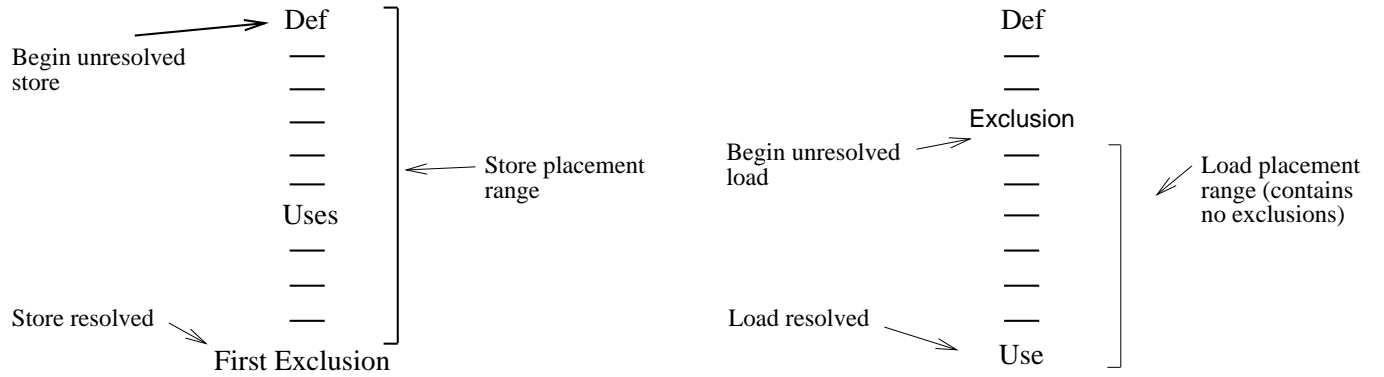 Def
Begin unresolved
store
Store placement
range
Uses
Store resolved
First Exclusion
Def
Exclusion
Begin unresolved
load
Load placement
range (contains
no exclusions)
Load resolved
Use